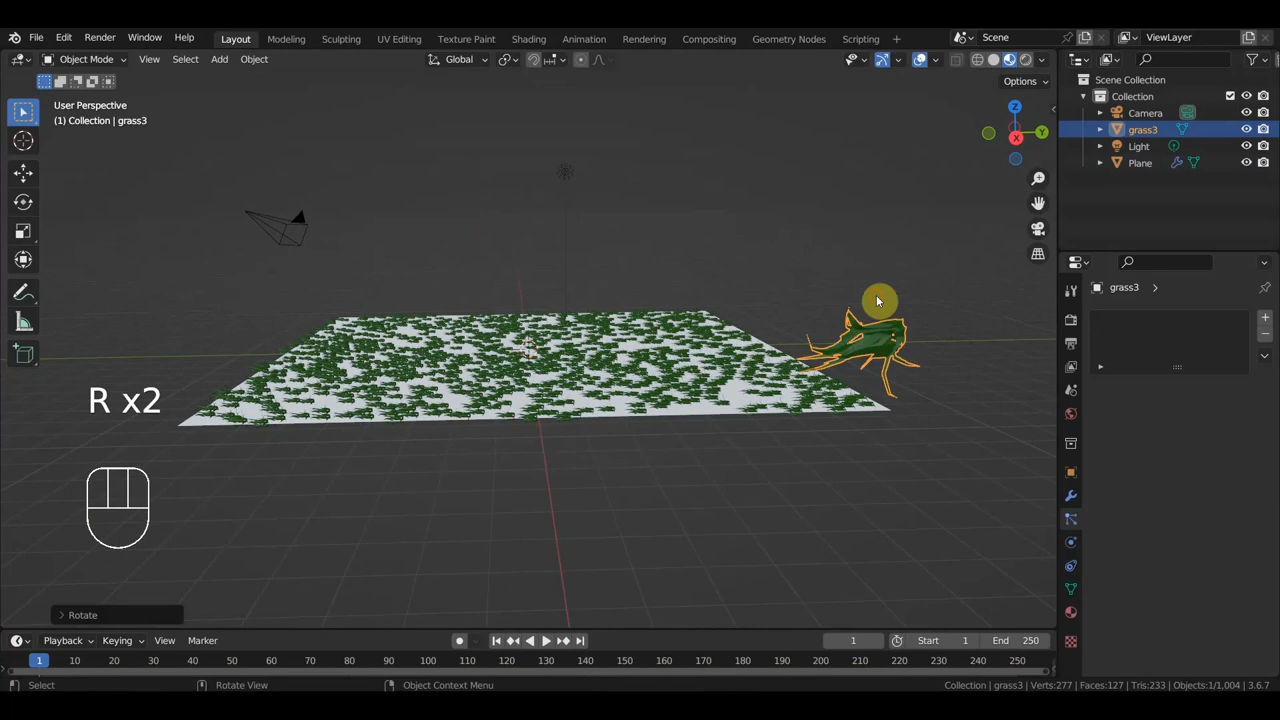 File Edit Render Window Help Layout Modeling Sculpting UV Editing Texture Paint Shading Animation Rendering Compositing Geometry Nodes Scripting + Scene ViewLayer
Object Mode View Select Add Object Global
Options
User Perspective
(1) Collection | grass3
Z
Y
X
Scene Collection
Collection
Camera
grass3
Light
Plane
grass3
R x2
Rotate
Playback Keying View Marker 1 Start 1 End 250
1 10 20 30 40 50 60 70 80 90 100 110 120 130 140 150 160 170 180 190 200 210 220 230 240 250
Select Rotate View Object Context Menu Collection | grass3 | Verts:277 | Faces:127 | Tris:233 | Objects:1/1,004 | 3.6.7